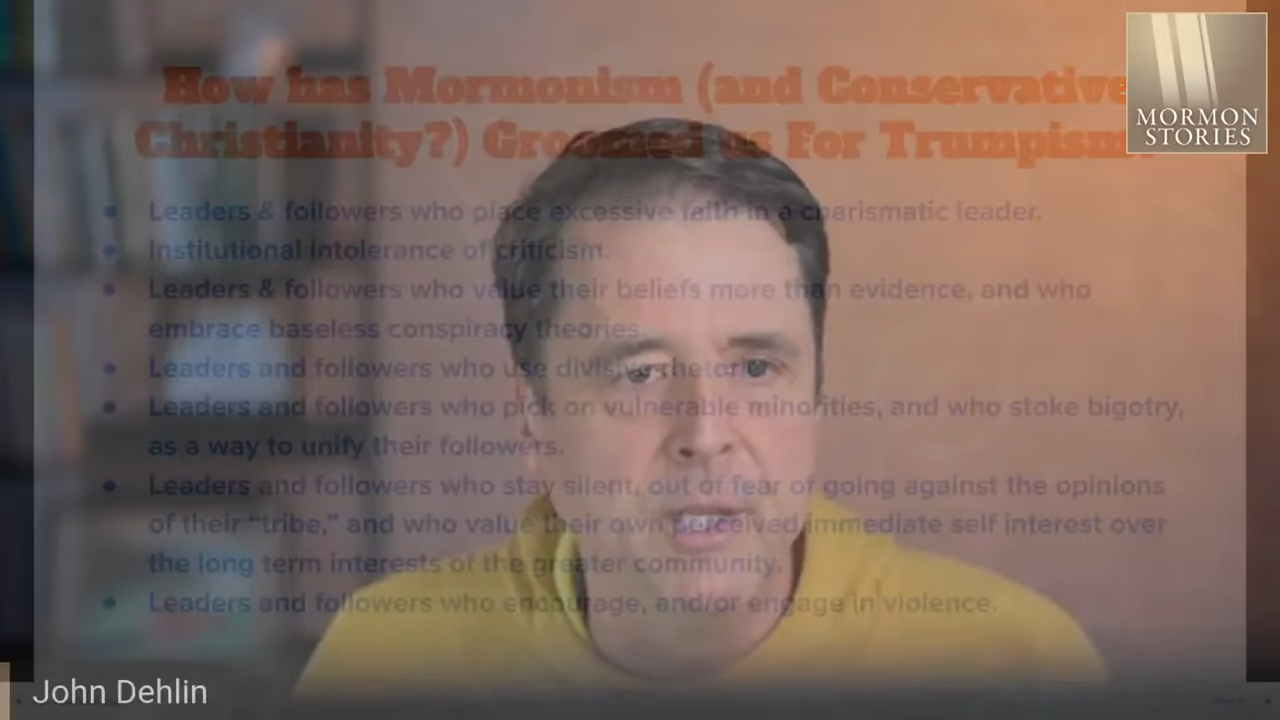 How has Mormonism (and Conservative
Christianity?) Groomed us For Trumpism?
MORMON
STORIES
• Leaders & followers who place excessive faith in a charismatic leader.
• Institutional intolerance of criticism.
• Leaders & followers who value their beliefs more than evidence, and who
embrace baseless conspiracy theories.
• Leaders and followers who use divisive rhetoric.
• Leaders and followers who pick on vulnerable minorities, and who stoke bigotry,
as a way to unify their followers.
• Leaders and followers who stay silent, out of fear of going against the opinions
of their “tribe,” and who value their own perceived immediate self interest over
the long term interests of the greater community.
• Leaders and followers who encourage, and/or engage in violence.
John Dehlin